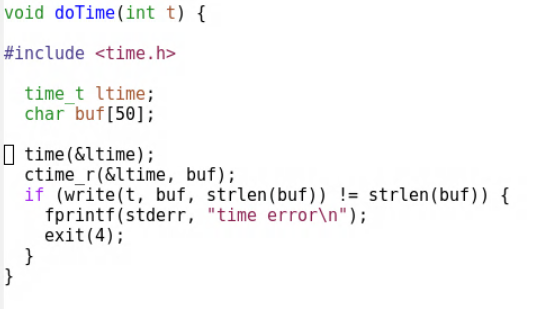 void doTime(int t) {
#include <time.h>
  time_t ltime;
  char buf[50];
  time(&ltime);
  ctime_r(&ltime, buf);
  if (write(t, buf, strlen(buf)) != strlen(buf)) {
    fprintf(stderr, "time error\n");
    exit(4);
  }
}